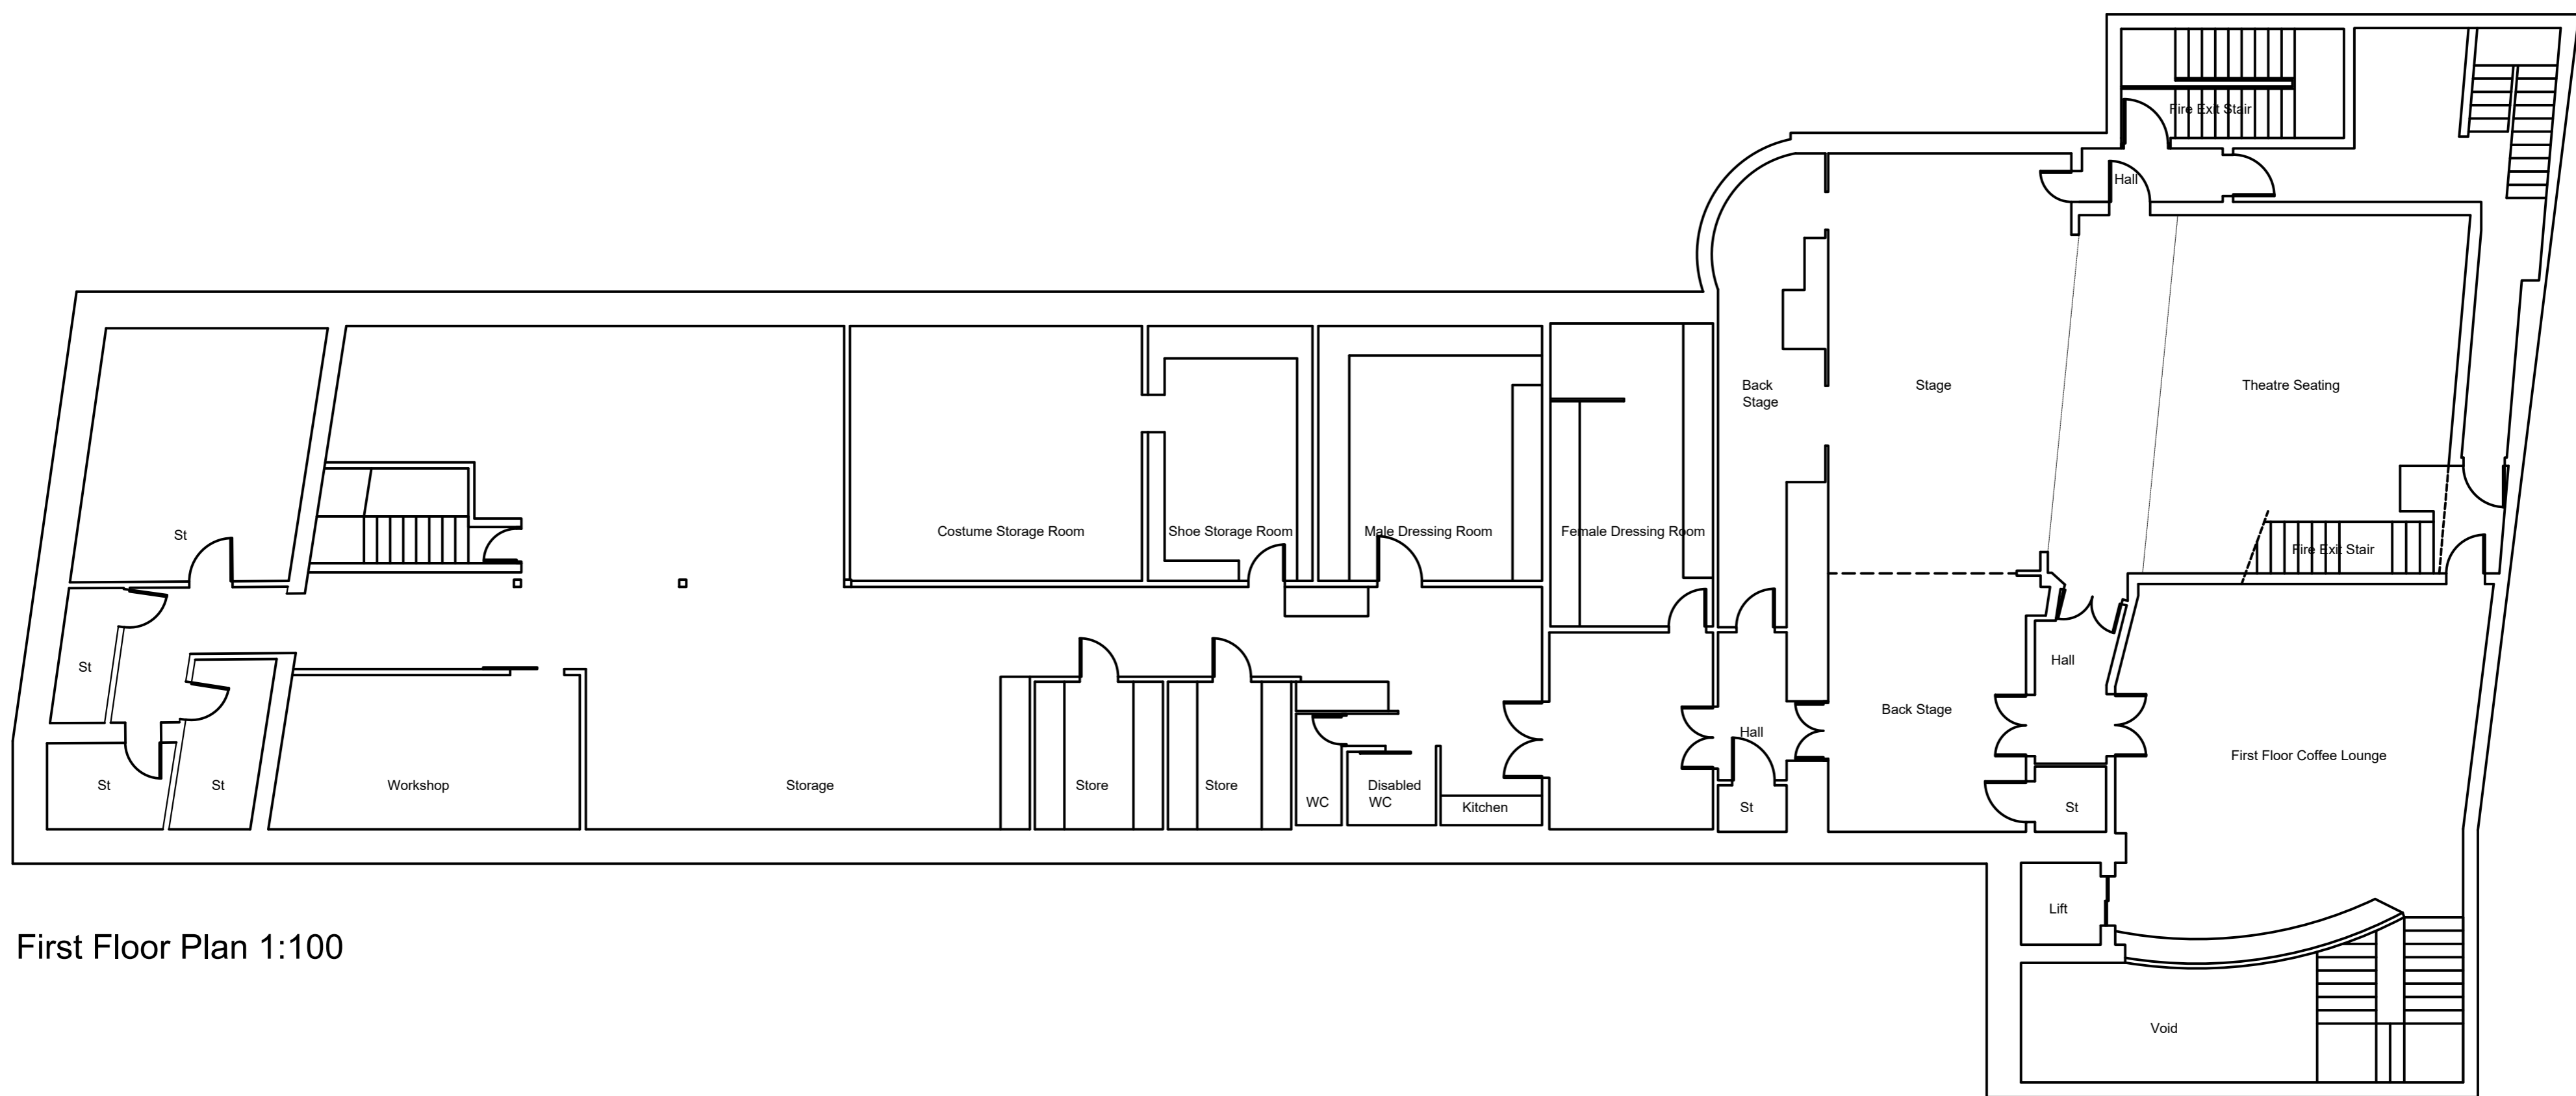 Fire Exit Stair
Hall
Back
Stage
Stage
Theatre Seating
St
Costume Storage Room
Shoe Storage Room
Male Dressing Room
Female Dressing Room
Fire Exit Stair
St
Hall
Back Stage
Hall
First Floor Coffee Lounge
St
St
Workshop
Storage
Store
Store
WC
Disabled
WC
Kitchen
St
St
Lift
First Floor Plan 1:100
Void